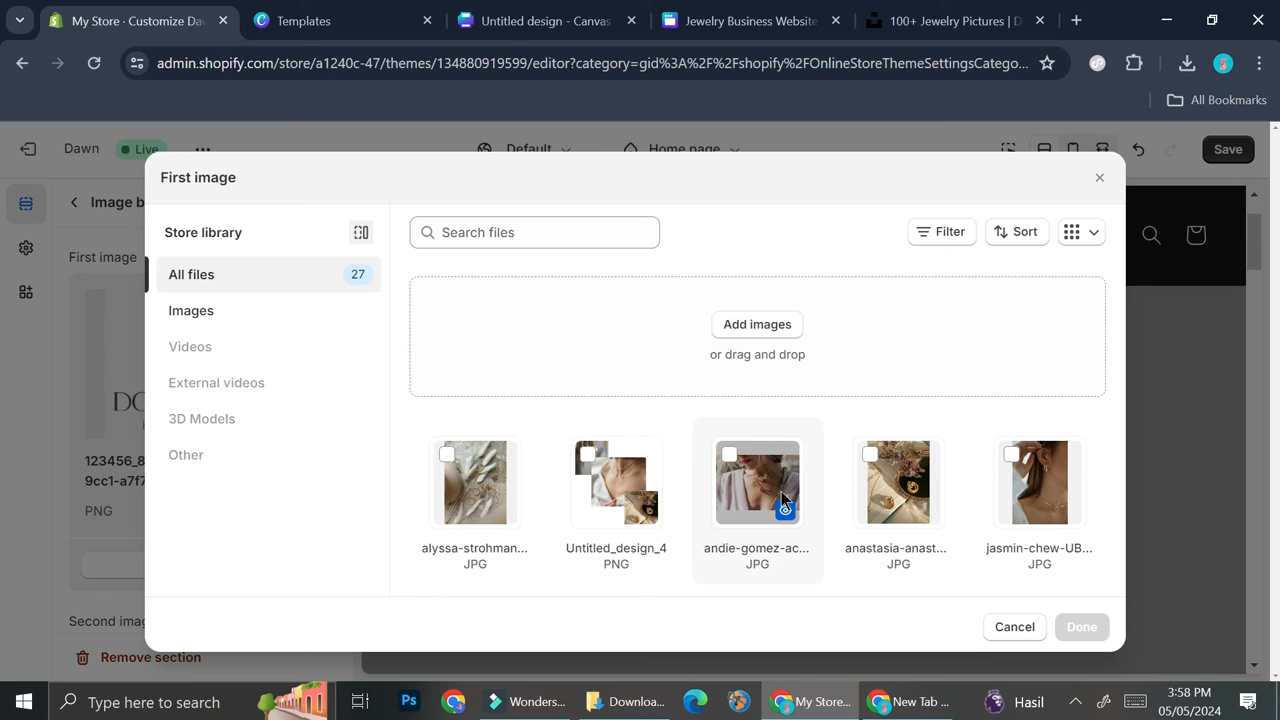 My Store · Customize Da
Templates
Untitled design - Canvas
Jewelry Business Website
100+ Jewelry Pictures | D
admin.shopify.com/store/a1240c-47/themes/134880919599/editor?category=gid%3A%2F%2Fshopify%2FOnlineStoreThemeSettingsCatego...
All Bookmarks
Dawn
Live
Default
Home page
Save
Image b
First image
123456_8
9cc1-a7f7
PNG
Second imag
Remove section
First image
Store library
All files
27
Images
Videos
External videos
3D Models
Other
Search files
Filter
Sort
Add images
or drag and drop
alyssa-strohman...
JPG
Untitled_design_4
PNG
andie-gomez-ac...
JPG
anastasia-anast...
JPG
jasmin-chew-UB...
JPG
Cancel
Done
Type here to search
Ps
Wonders...
Downloa...
My Store...
New Tab ...
Hasil
3:58 PM
05/05/2024